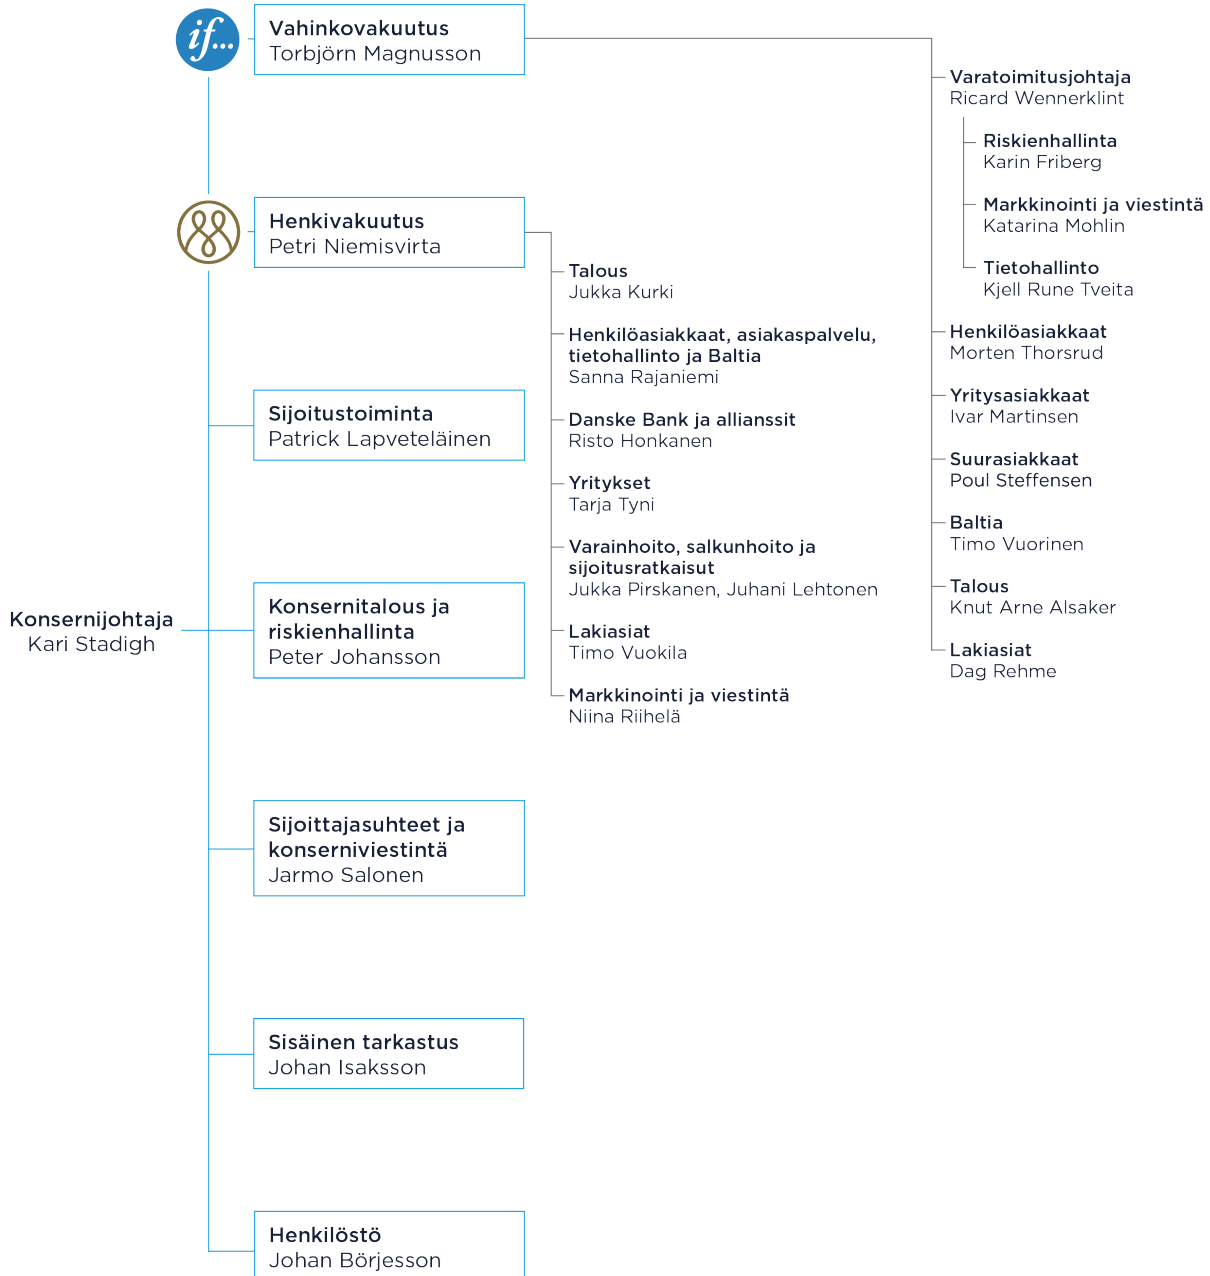 if...
Vahinkovakuutus
Torbjörn Magnusson
Varatoimitusjohtaja
Ricard Wennerklint
Riskienhallinta
Karin Friberg
Markkinointi ja viestintä
Katarina Mohlin
Tietohallinto
Kjell Rune Tveita
Henkilöasiakkaat
Morten Thorsrud
Yritysasiakkaat
Ivar Martinsen
Suurasiakkaat
Poul Steffensen
Baltia
Timo Vuorinen
Talous
Knut Arne Alsaker
Lakiasiat
Dag Rehme
Henkivakuutus
Petri Niemisvirta
Talous
Jukka Kurki
Henkilöasiakkaat, asiakaspalvelu,
tietohallinto ja Baltia
Sanna Rajaniemi
Danske Bank ja allianssit
Risto Honkanen
Yritykset
Tarja Tyni
Varainhoito, salkunhoito ja
sijoitusratkaisut
Jukka Pirskanen, Juhani Lehtonen
Lakiasiat
Timo Vuokila
Markkinointi ja viestintä
Niina Riihelä
Sijoitustoiminta
Patrick Lapveteläinen
Konsernijohtaja
Kari Stadigh
Konsernitalous ja
riskienhallinta
Peter Johansson
Sijoittajasuhteet ja
konserniviestintä
Jarmo Salonen
Sisäinen tarkastus
Johan Isaksson
Henkilöstö
Johan Börjesson